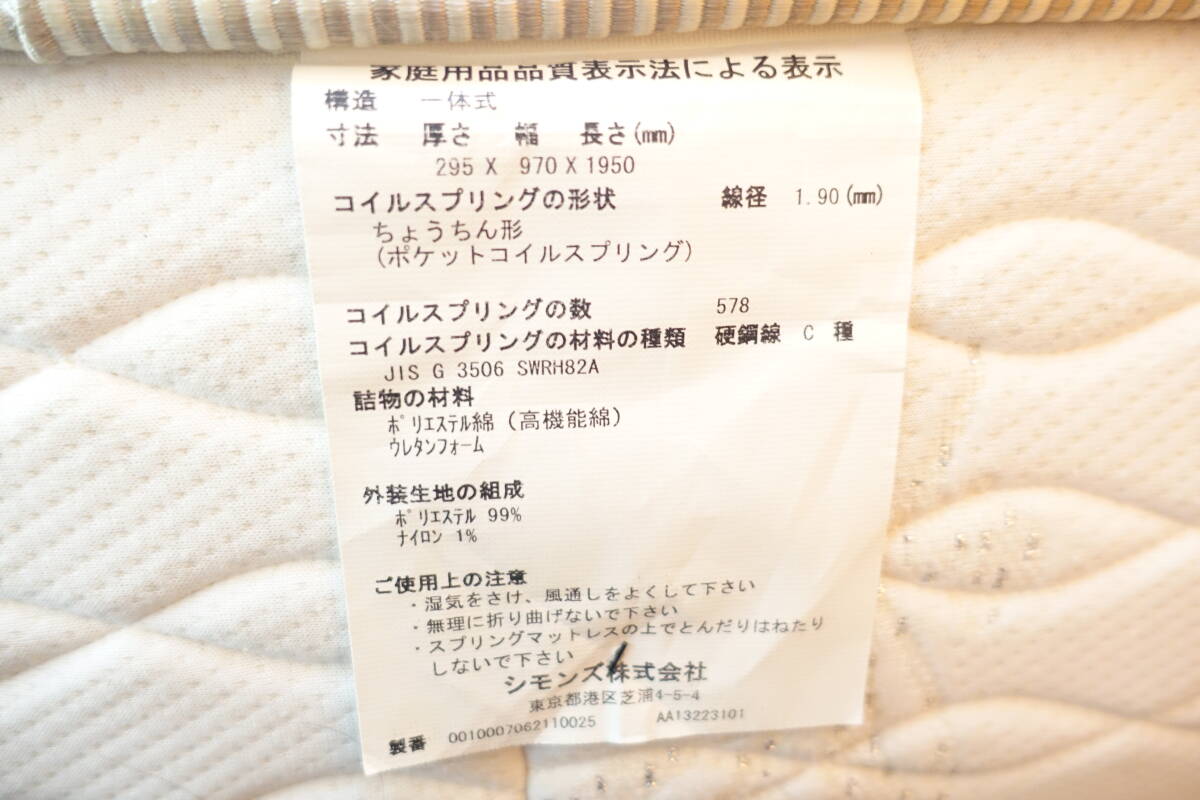 家庭用品品質表示法による表示
構造 一体式
寸法 厚さ 幅 長さ(mm)
295 X 970 X 1950
コイルスプリングの形状 線径 1.90(mm)
ちょうちん形
(ポケットコイルスプリング)
コイルスプリングの数 578
コイルスプリングの材料の種類 硬鋼線 C 種
JIS G 3506 SWRH82A
詰物の材料
ﾎﾟﾘｴｽﾃﾙ綿(高機能綿)
ｳﾚﾀﾝﾌｫｰﾑ
外装生地の組成
ﾎﾟﾘｴｽﾃﾙ 99%
ﾅｲﾛﾝ 1%
ご使用上の注意
・湿気をさけ、風通しをよくして下さい
・無理に折り曲げないで下さい
・スプリングマットレスの上でとんだりはねたり
しないで下さい
シモンズ株式会社
東京都港区芝浦4-5-4
製番 0010007062110025 AA13223101